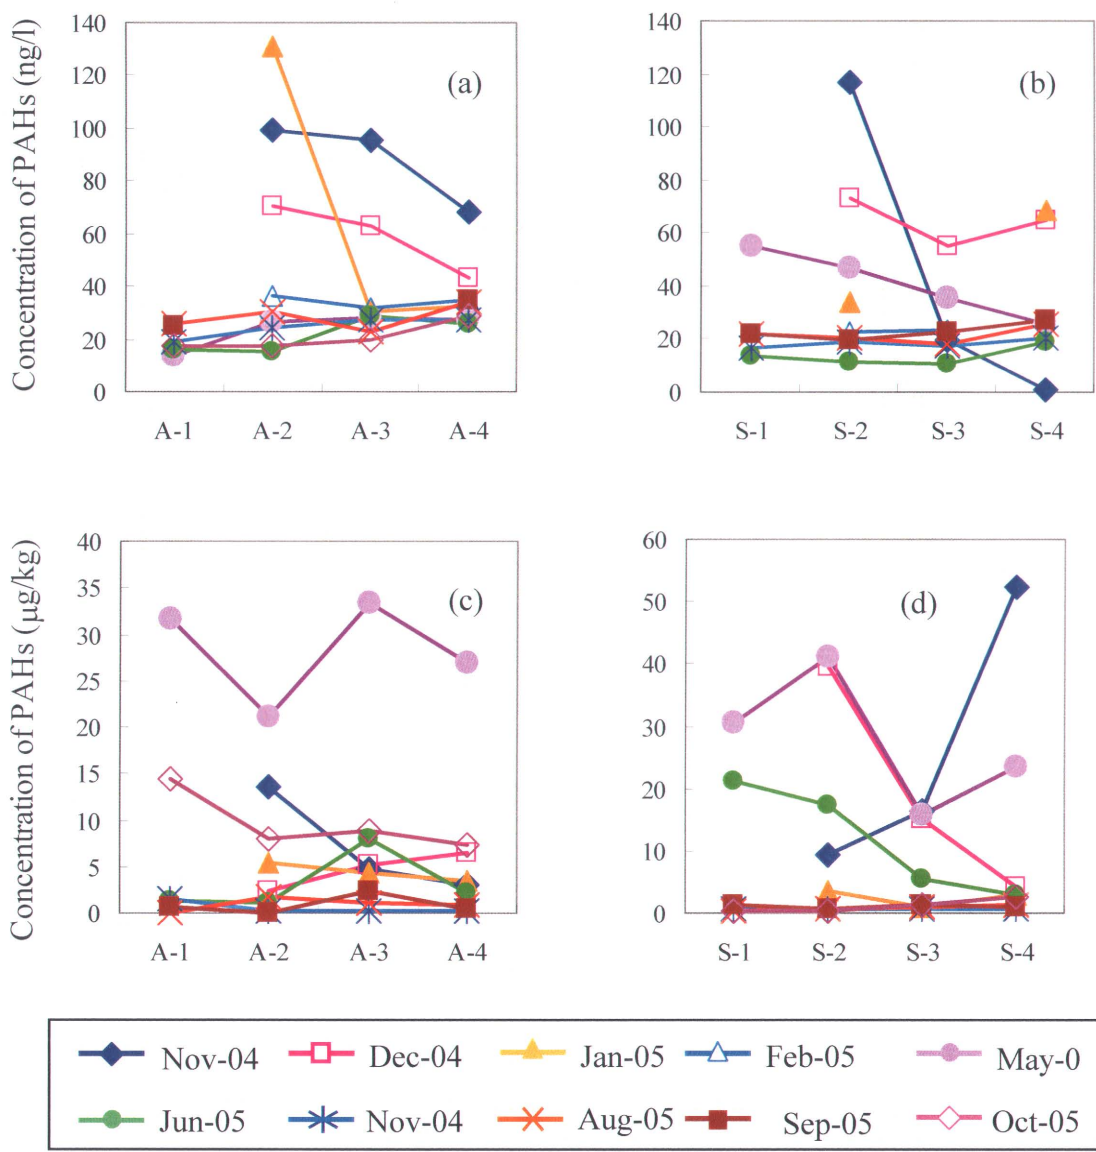 Concentration of PAHs (ng/l)
140
120
100
80
60
40
20
0
(a)
A-1 A-2 A-3 A-4
140
120
100
80
60
40
20
0
(b)
S-1 S-2 S-3 S-4
Concentration of PAHs (µg/kg)
40
35
30
25
20
15
10
5
0
(c)
A-1 A-2 A-3 A-4
60
50
40
30
20
10
0
(d)
S-1 S-2 S-3 S-4
Nov-04 Dec-04 Jan-05 Feb-05 May-0
Jun-05 Nov-04 Aug-05 Sep-05 Oct-05